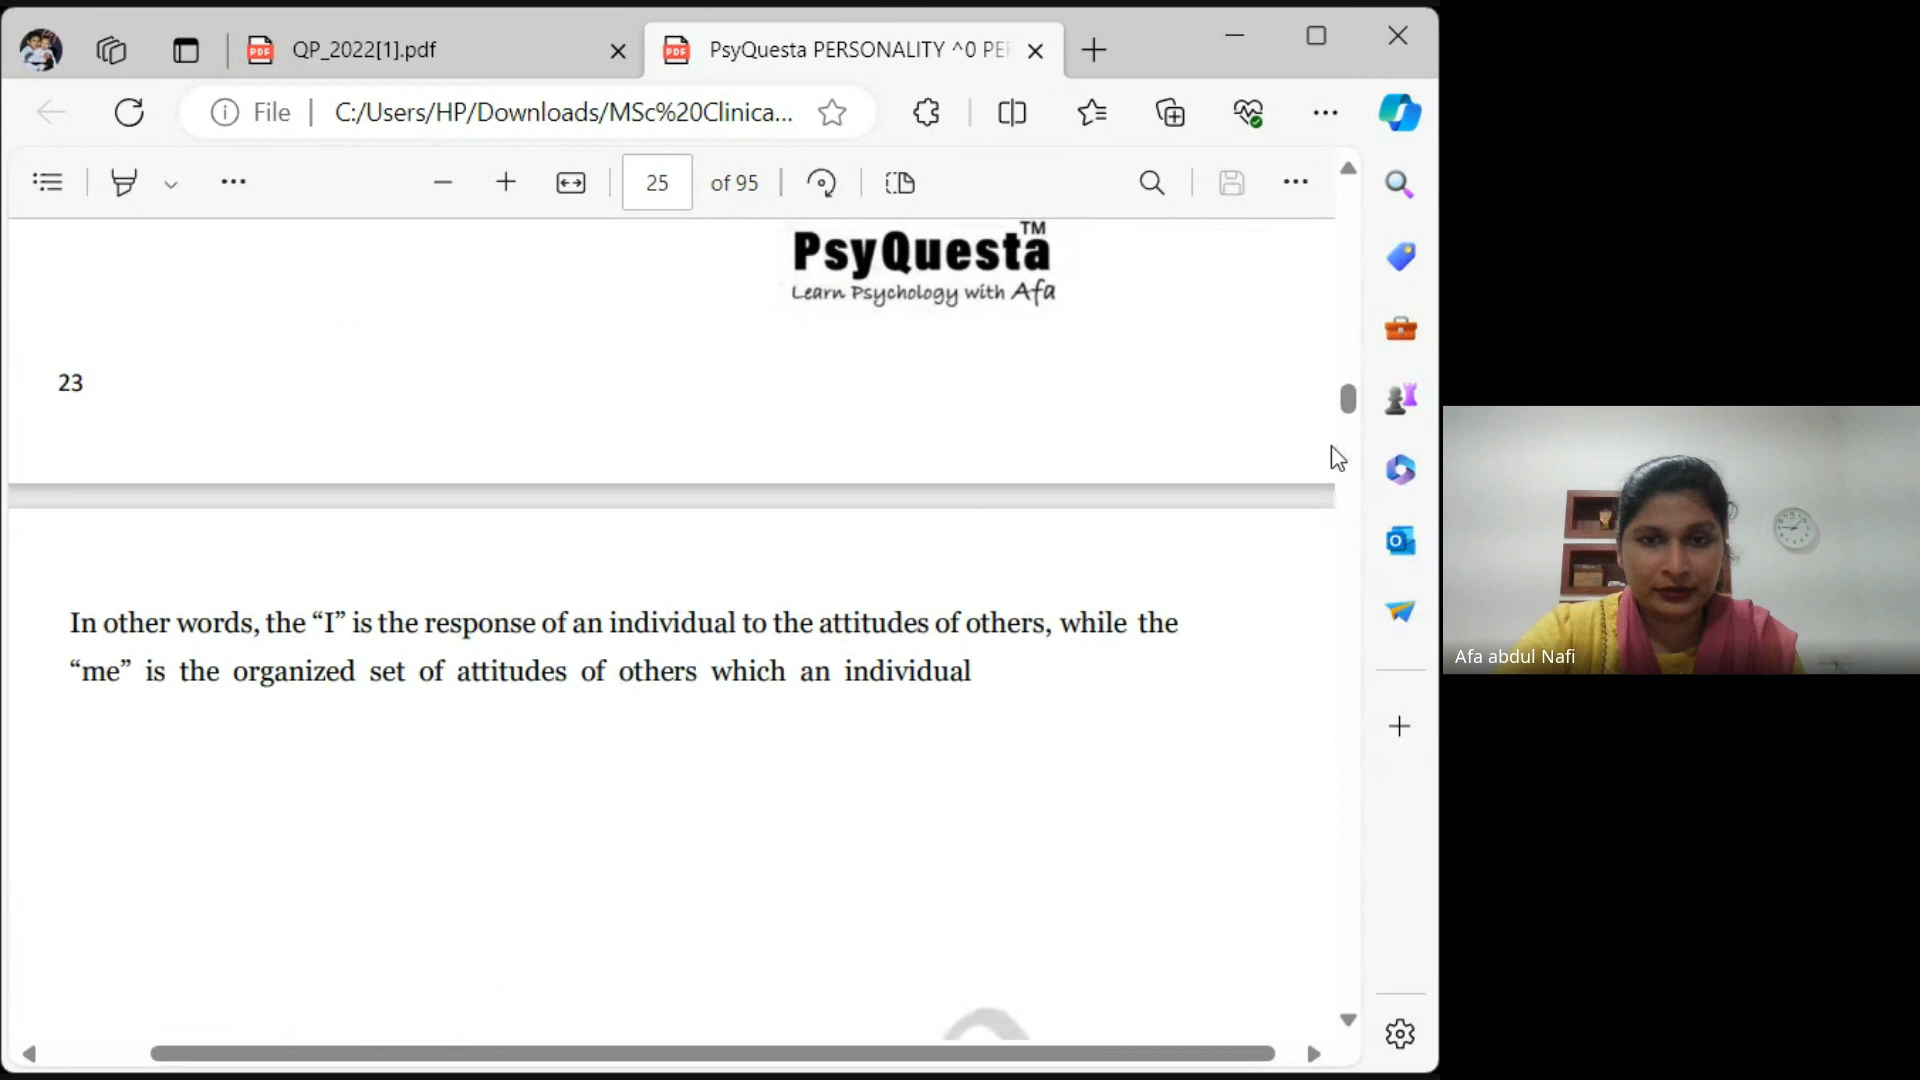 QP_2022[1].pdf
PsyQuesta PERSONALITY ^0 PE
File
C:/Users/HP/Downloads/MSc%20Clinica...
25 of 95
PsyQuesta TM
Learn Psychology with Afa
23
In other words, the “I” is the response of an individual to the attitudes of others, while the
“me” is the organized set of attitudes of others which an individual
Afa abdul Nafi